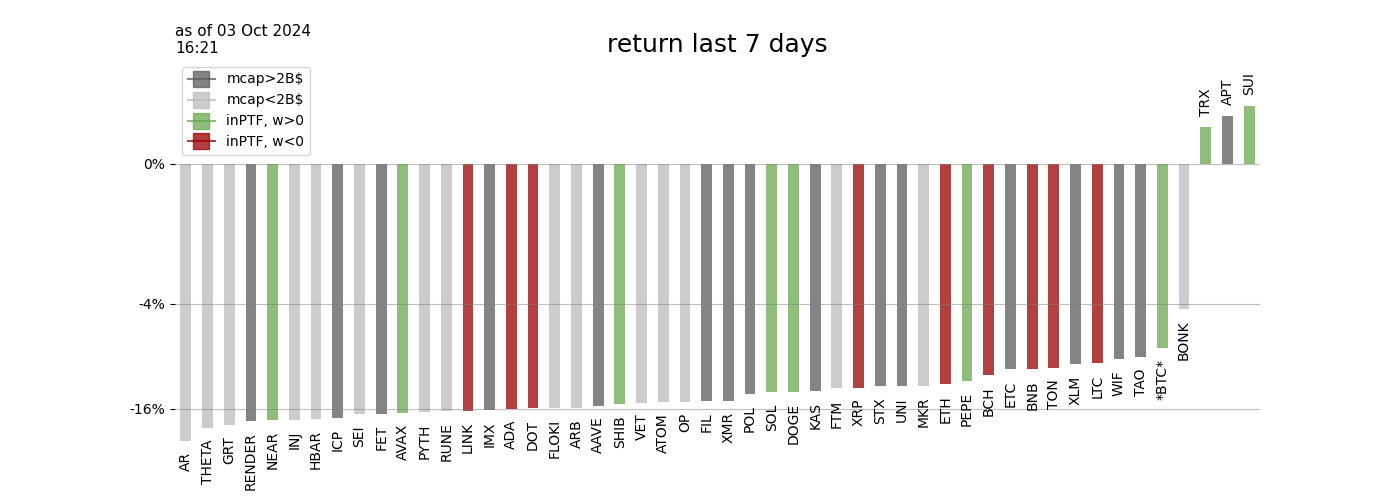 as of 03 Oct 2024
16:21
return last 7 days
mcap>2B$
mcap<2B$
inPTF, w>0
inPTF, w<0
0%
-4%
-16%
AR
THETA
GRT
RENDER
NEAR
INJ
HBAR
ICP
SEI
FET
AVAX
PYTH
RUNE
LINK
IMX
ADA
DOT
FLOKI
ARB
AAVE
SHIB
VET
ATOM
OP
FIL
XMR
POL
SOL
DOGE
KAS
FTM
XRP
STX
UNI
MKR
ETH
PEPE
BCH
ETC
BNB
TON
XLM
LTC
WIF
TAO
*BTC*
BONK
TRX
APT
SUI